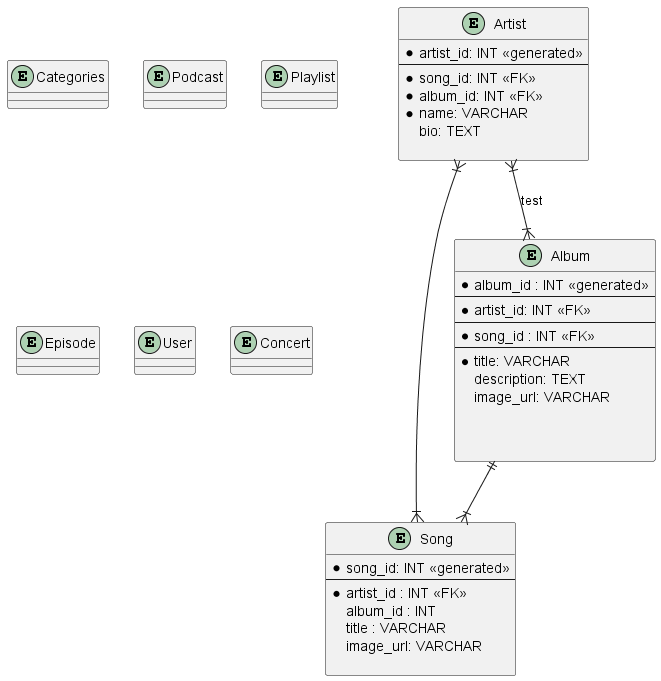 Artist
artist_id: INT «generated»
song_id: INT «FK»
album_id: INT «FK»
name: VARCHAR
bio: TEXT
E Categories
E Podcast
E Playlist
E
test
E Album
album_id : INT «generated»
artist_id: INT «FK»
song_id : INT «FK»
title: VARCHAR
description: TEXT
image_url: VARCHAR
E Episode
E User
E Concert
E Song
song_id: INT «generated»
artist_id : INT «FK»
album_id : INT
title : VARCHAR
image_url: VARCHAR